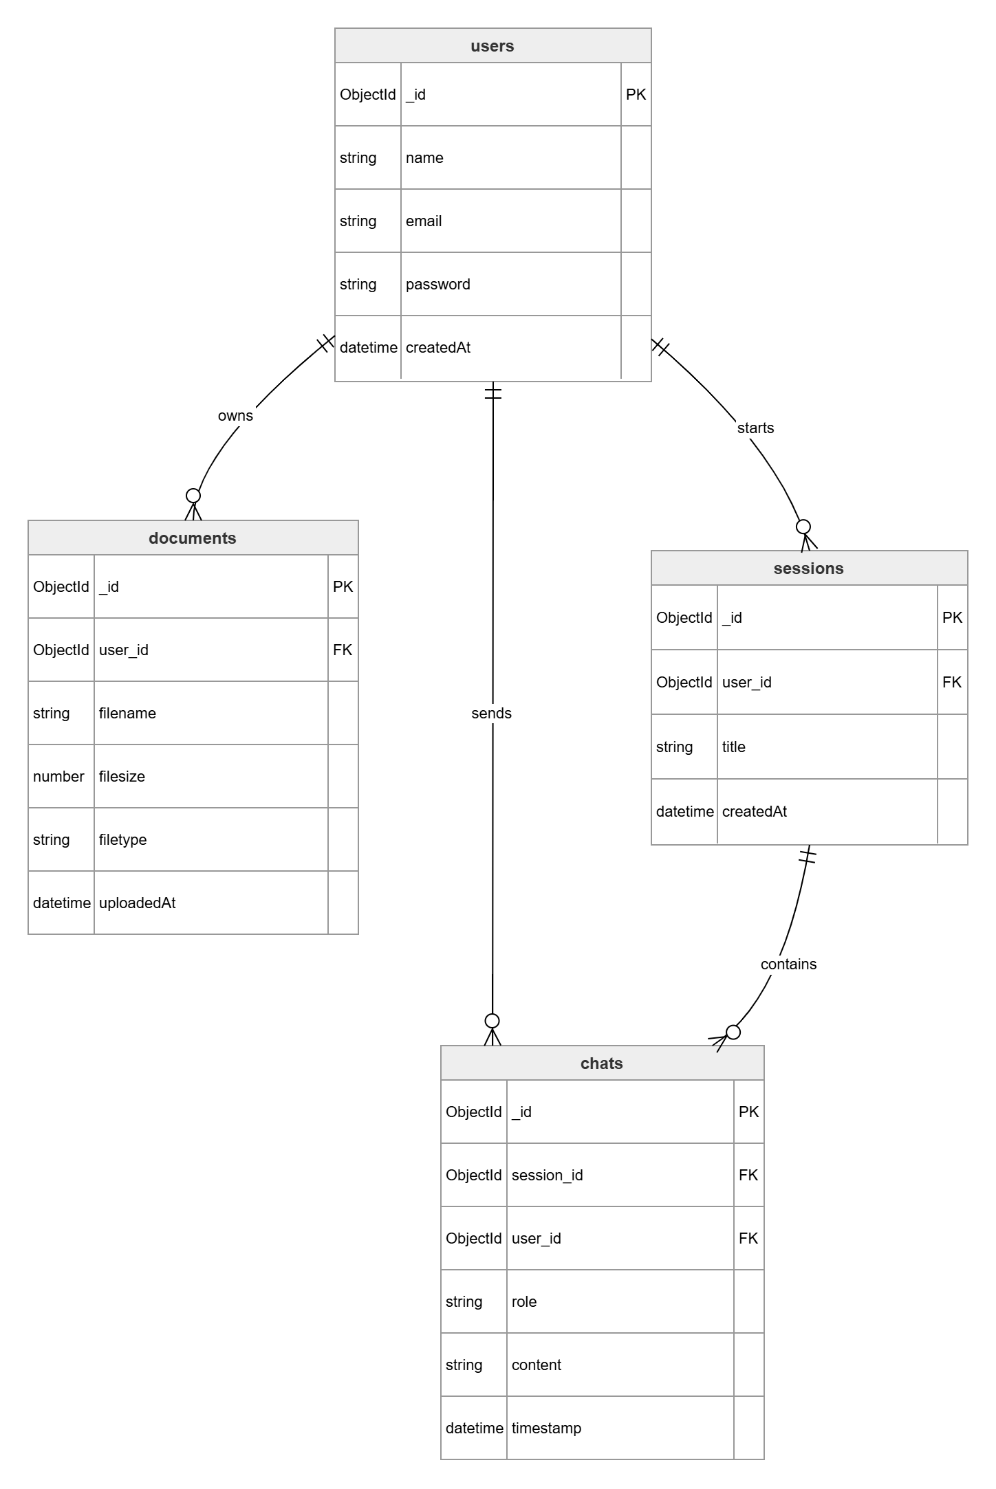 users
ObjectId _id PK
string name
string email
string password
datetime createdAt
owns
starts
documents
ObjectId _id PK
ObjectId user_id FK
string filename
number filesize
string filetype
datetime uploadedAt
sessions
ObjectId _id PK
ObjectId user_id FK
string title
datetime createdAt
sends
contains
chats
ObjectId _id PK
ObjectId session_id FK
ObjectId user_id FK
string role
string content
datetime timestamp